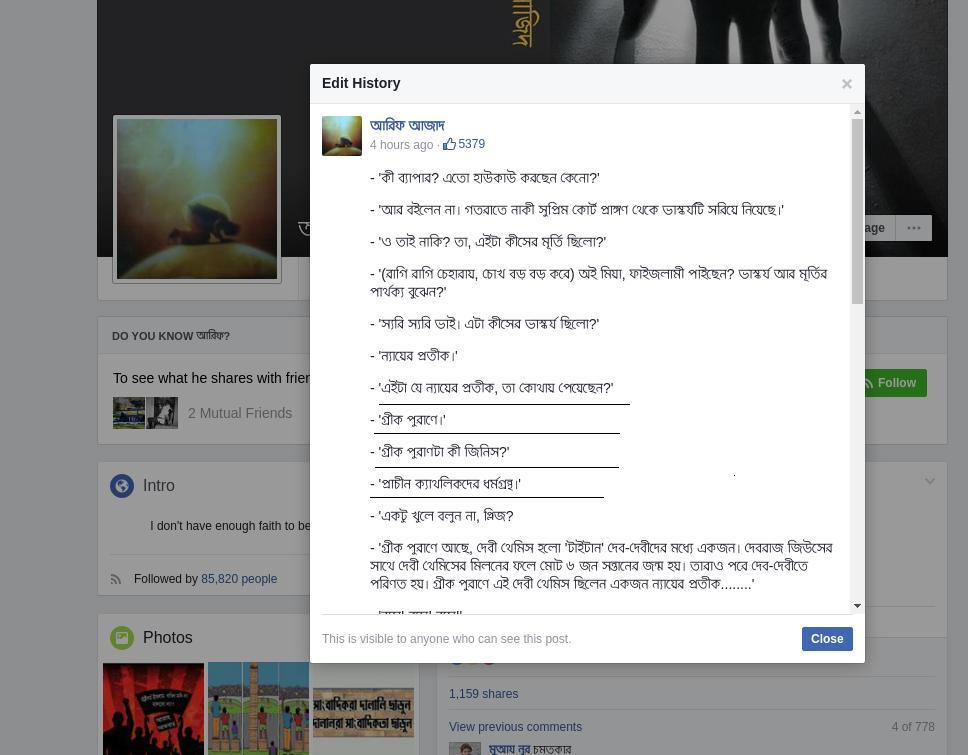 সাজিদ
Edit History
আরিফ আজাদ
4 hours ago · 5379
- 'কী ব্যাপার? এতো হাউকাউ করছেন কেনো?'
- 'আর বইলেন না। গতরাতে নাকী সুপ্রিম কোর্ট প্রাঙ্গণ থেকে ভাস্কর্যটি সরিয়ে নিয়েছে।'
- 'ও তাই নাকি? তা, এইটা কীসের মূর্তি ছিলো?'
- '(রাগি রাগি চেহারায়, চোখ বড় বড় করে) অই মিয়া, ফাইজলামী পাইছেন? ভাস্কর্য আর মূর্তির
পার্থক্য বুঝেন?'
- 'স্যরি স্যরি ভাই। এটা কীসের ভাস্কর্য ছিলো?'
- 'ন্যায়ের প্রতীক।'
- 'এইটা যে ন্যায়ের প্রতীক, তা কোথায় পেয়েছেন?'
- 'গ্রীক পুরাণে।'
- 'গ্রীক পুরাণটা কী জিনিস?'
- 'প্রাচীন ক্যাথলিকদের ধর্মগ্রন্থ।'
- 'একটু খুলে বলুন না, প্লিজ?
- 'গ্রীক পুরাণে আছে, দেবী থেমিস হলো 'টাইটান' দেব-দেবীদের মধ্যে একজন। দেবরাজ জিউসের
সাথে দেবী থেমিসের মিলনের ফলে মোট ৬ জন সন্তানের জন্ম হয়। তারাও পরে দেব-দেবীতে
পরিণত হয়। গ্রীক পুরাণে এই দেবী থেমিস ছিলেন একজন ন্যায়ের প্রতীক........'
This is visible to anyone who can see this post.
Close
age
DO YOU KNOW আরিফ?
To see what he shares with frien
2 Mutual Friends
Follow
Intro
I don't have enough faith to be
Followed by 85,820 people
Photos
সাংবাদিকরা দালালি ছাড়ুন
দালালরা সাংবাদিকতা ছাড়ুন
1,159 shares
View previous comments
4 of 778
মুআয নূর চমতকার